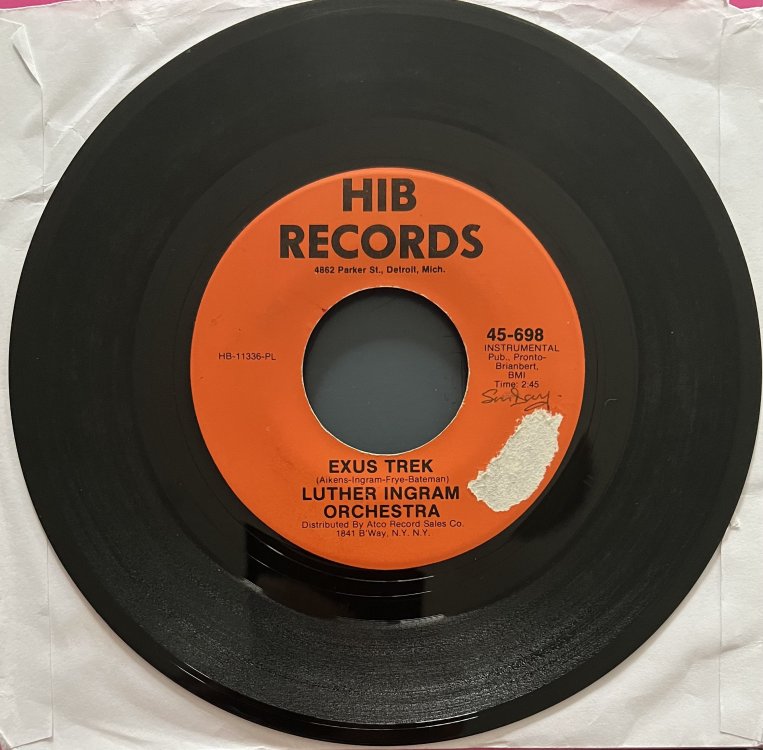 HIB
RECORDS
4862 Parker St., Detroit, Mich.
HB-11336-PL
45-698
INSTRUMENTAL
Pub., Pronto-
Brianbert,
BMI
Time: 2:45
EXUS TREK
(Aikens-Ingram-Frye-Bateman)
LUTHER INGRAM
ORCHESTRA
Distributed By Atco Record Sales Co.
1841 B'Way, N.Y. N.Y.